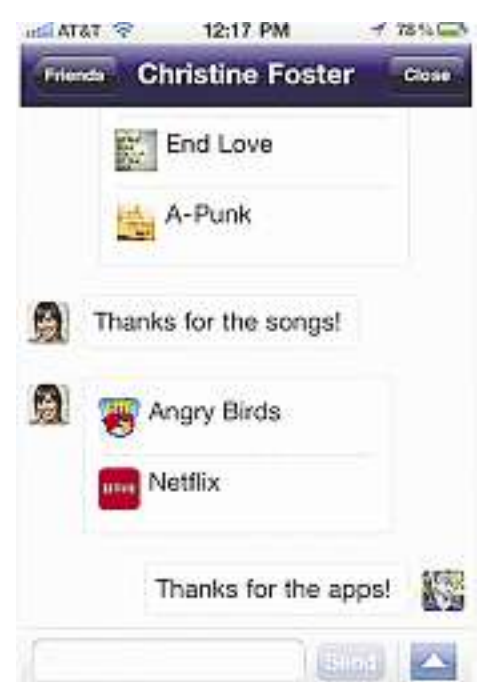 AT&T 12:17 PM 78%
Friends Christine Foster Close
End Love
A-Punk
Thanks for the songs!
Angry Birds
Netflix
Thanks for the apps!
Send